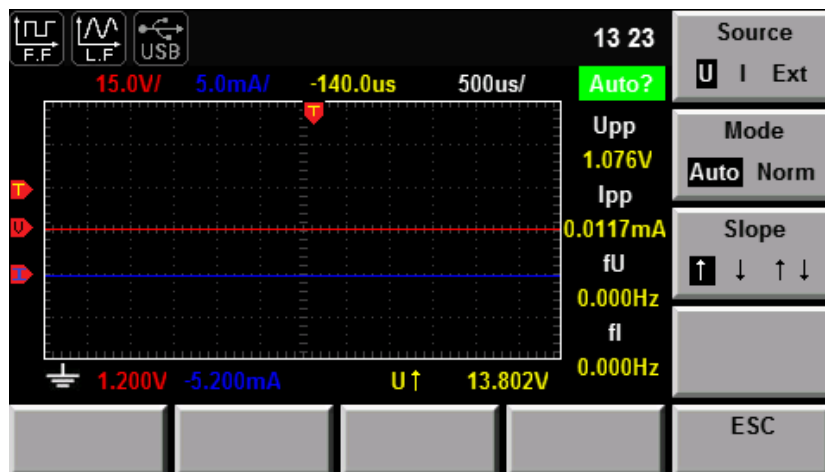 F.F L.F USB 13 23
15.0V/ 5.0mA/ -140.0us 500us/ Auto?
T
Upp
1.076V
Ipp
0.0117mA
fU
0.000Hz
fI
0.000Hz
T
U
I
1.200V -5.200mA U↑ 13.802V
Source
U I Ext
Mode
Auto Norm
Slope
↑ ↓ ↑↓
ESC